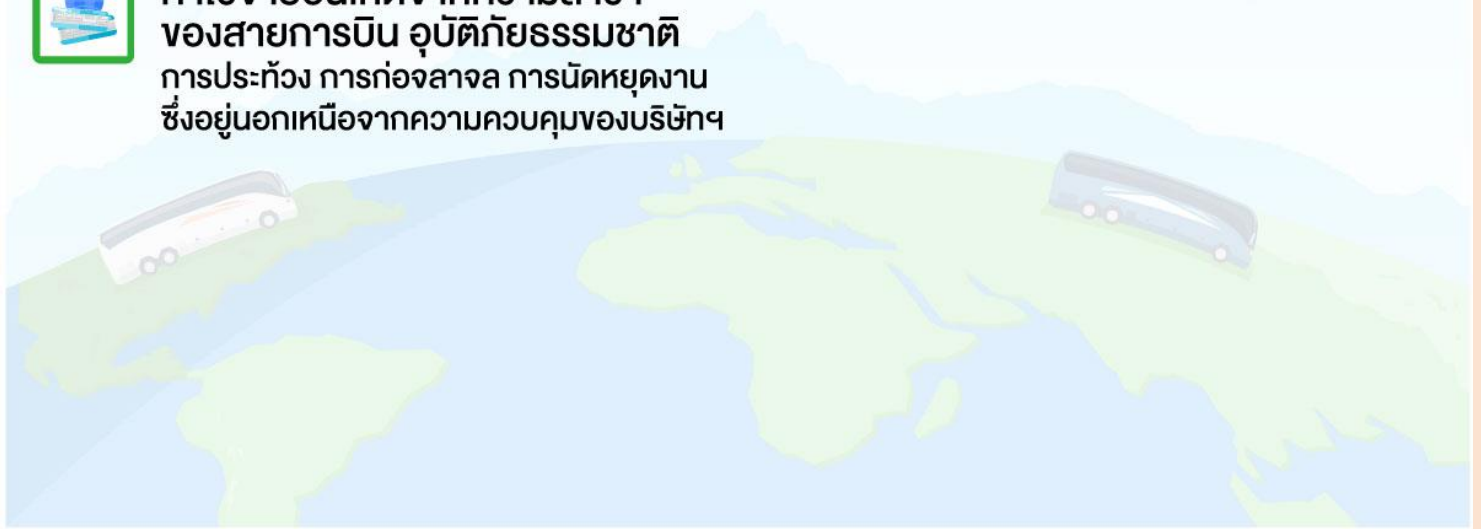 ของสายการบิน อุบัติภัยธรรมชาติ
การประท้วง การก่อจลาจล การนัดหยุดงาน
ซึ่งอยู่นอกเหนือจากความควบคุมของบริษัทฯ